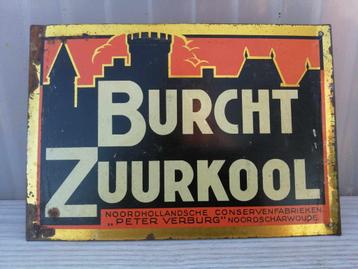 BURCHT
ZUURKOOL
NOORDHOLLANDSCHE CONSERVENFABRIEKEN
„PETER VERBURG" NOORDSCHARWOUDE